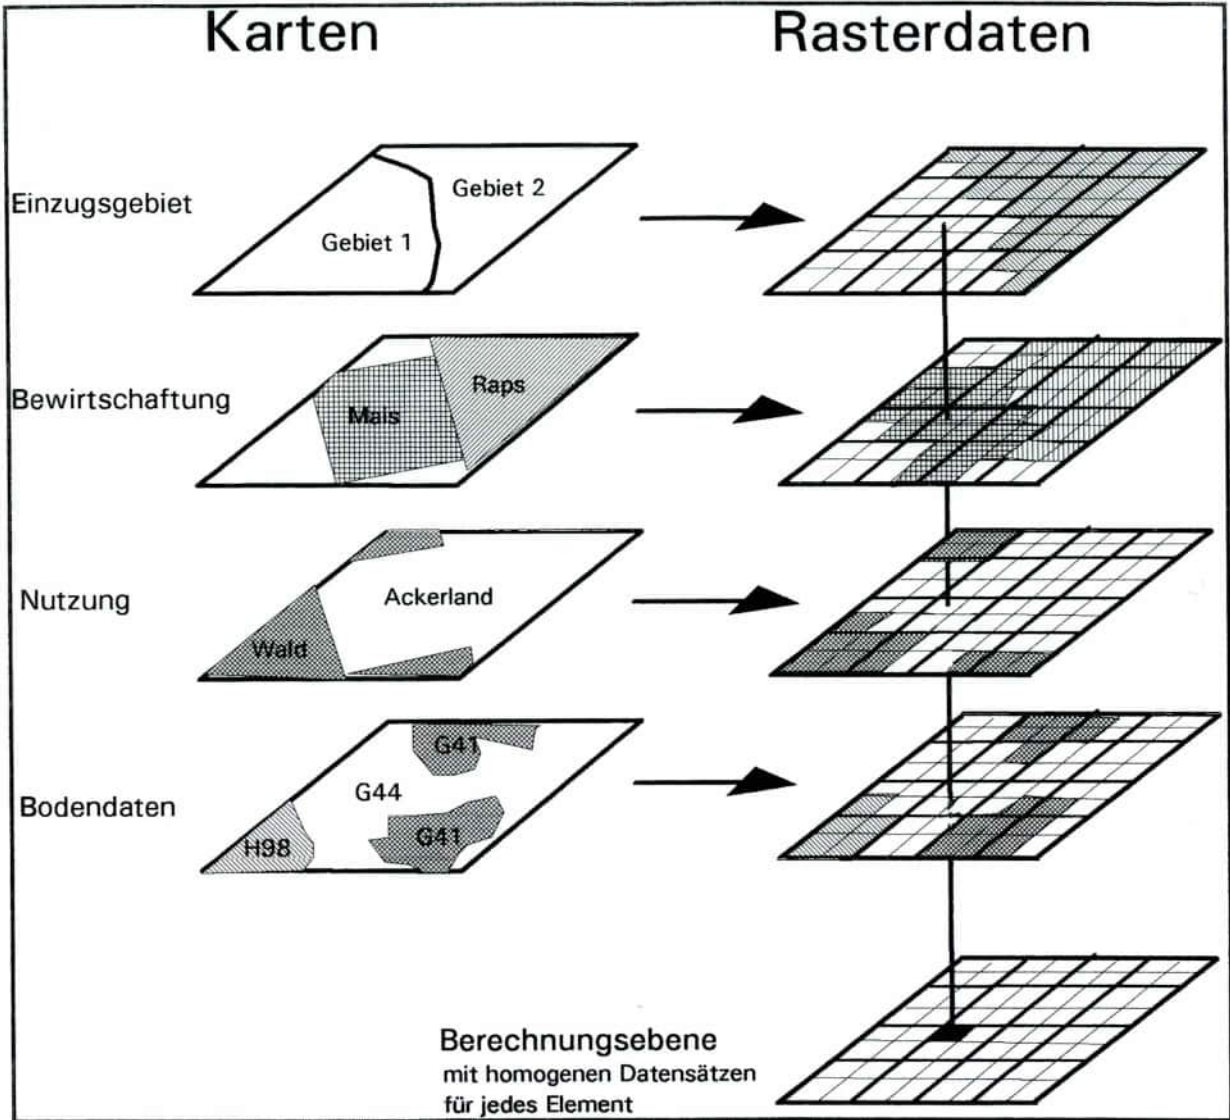 Karten
Rasterdaten
Einzugsgebiet
Gebiet 1
Gebiet 2
Bewirtschaftung
Mais
Raps
Nutzung
Wald
Ackerland
Bodendaten
G41
G44
G41
H98
Berechnungsebene
mit homogenen Datensätzen
für jedes Element